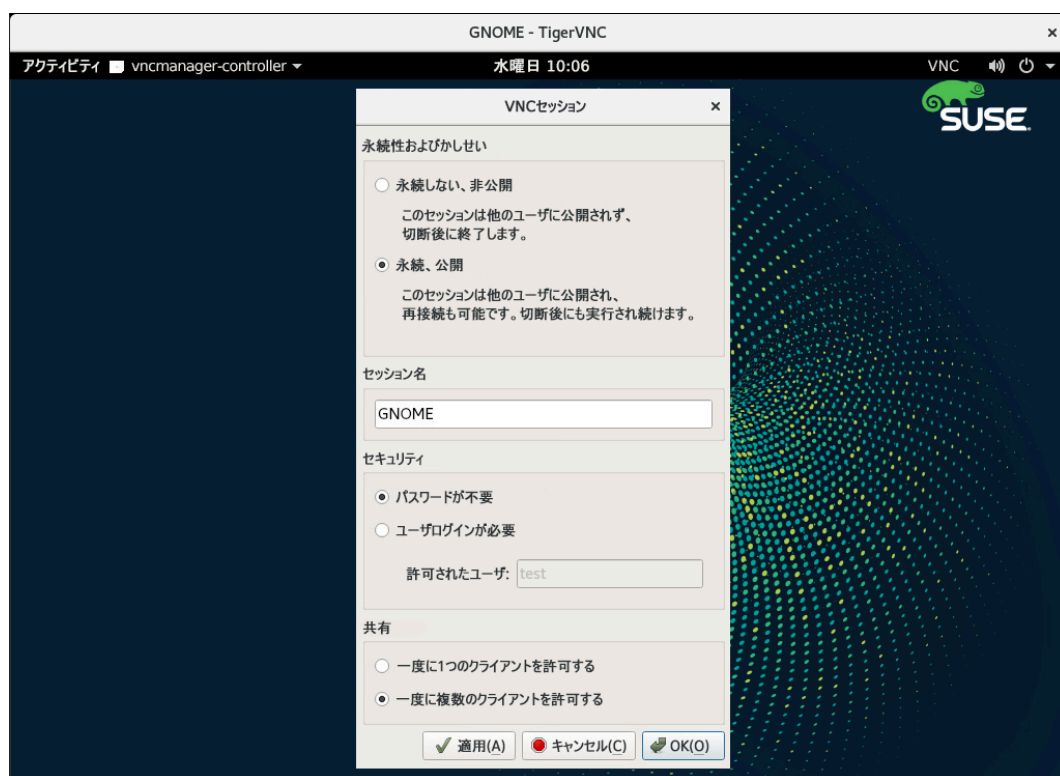 GNOME - TigerVNC ×
アクティビティ vncmanager-controller 水曜日 10:06 VNC
SUSE.
VNCセッション ×
永続性およびかしせい
永続しない、非公開
このセッションは他のユーザに公開されず、
切断後に終了します。
永続、公開
このセッションは他のユーザに公開され、
再接続も可能です。切断後にも実行され続けます。
セッション名
GNOME
セキュリティ
パスワードが不要
ユーザログインが必要
許可されたユーザ: test
共有
一度に1つのクライアントを許可する
一度に複数のクライアントを許可する
適用(A) キャンセル(C) OK(O)